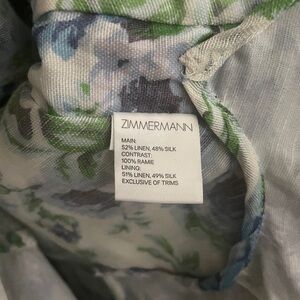 ZIMMERMANN
MAIN:
52% LINEN, 48% SILK
CONTRAST:
100% RAMIE
LINING:
51% LINEN, 49% SILK
EXCLUSIVE OF TRIMS